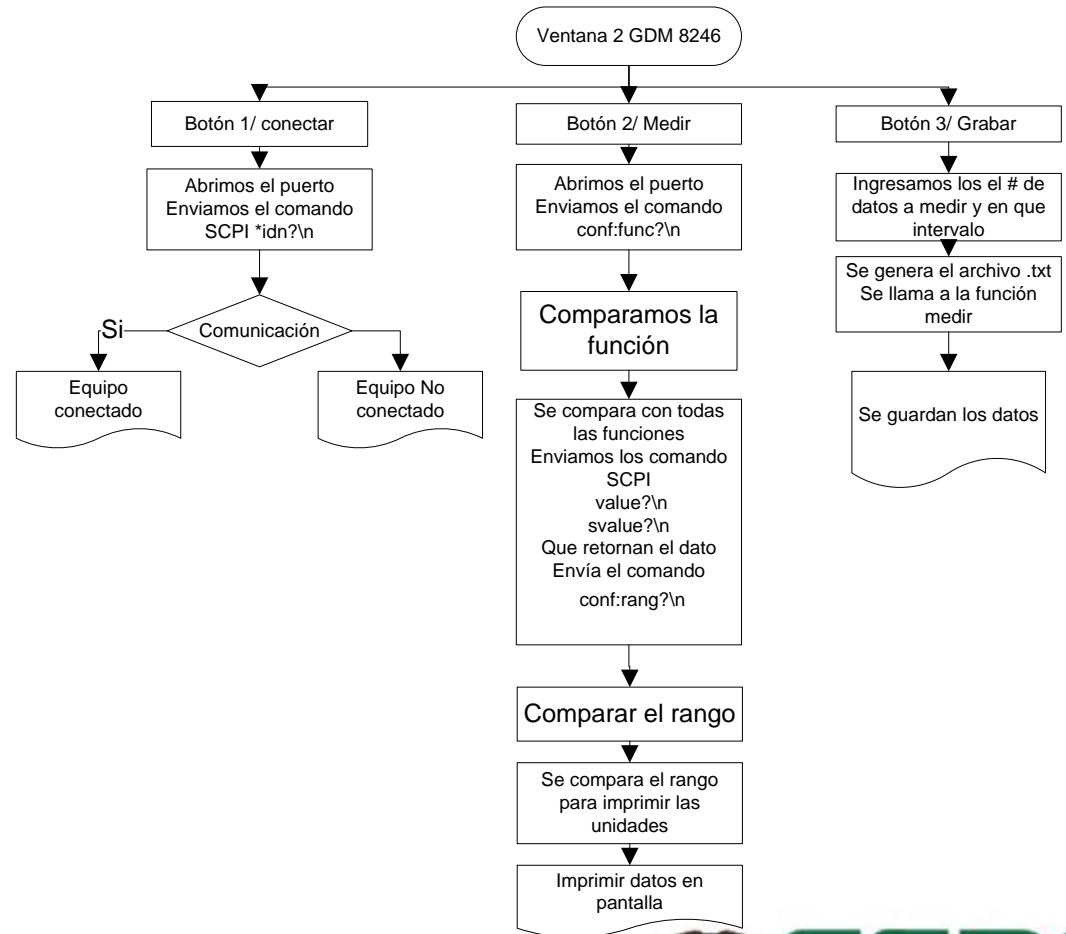 Ventana 2 GDM 8246
Botón 1/ conectar
Abrimos el puerto
Enviamos el comando
SCPI *idn?\n
Comunicación
Si
Equipo
conectado
Equipo No
conectado
Botón 2/ Medir
Abrimos el puerto
Enviamos el comando
conf:func?\n
Comparamos la
función
Se compara con todas
las funciones
Enviamos los comando
SCPI
value?\n
svalue?\n
Que retornan el dato
Envía el comando
conf:rang?\n
Comparar el rango
Se compara el rango
para imprimir las
unidades
Imprimir datos en
pantalla
Botón 3/ Grabar
Ingresamos los el # de
datos a medir y en que
intervalo
Se genera el archivo .txt
Se llama a la función
medir
Se guardan los datos